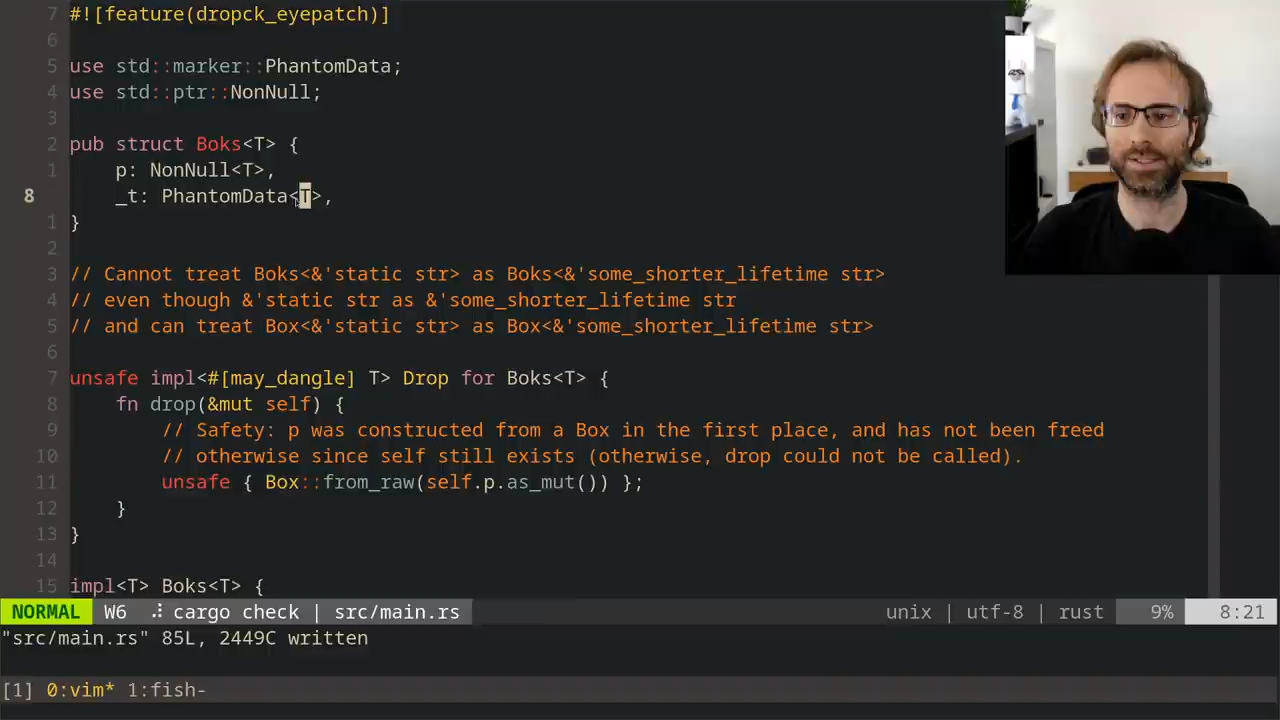 7 #![feature(dropck_eyepatch)]
6
5 use std::marker::PhantomData;
4 use std::ptr::NonNull;
3
2 pub struct Boks<T> {
1     p: NonNull<T>,
8     _t: PhantomData<T>,
1 }
2
3 // Cannot treat Boks<&'static str> as Boks<&'some_shorter_lifetime str>
4 // even though &'static str as &'some_shorter_lifetime str
5 // and can treat Box<&'static str> as Box<&'some_shorter_lifetime str>
6
7 unsafe impl<#[may_dangle] T> Drop for Boks<T> {
8     fn drop(&mut self) {
9         // Safety: p was constructed from a Box in the first place, and has not been freed
10         // otherwise since self still exists (otherwise, drop could not be called).
11         unsafe { Box::from_raw(self.p.as_mut()) };
12     }
13 }
14
15 impl<T> Boks<T> {
NORMAL W6 ⠼ cargo check | src/main.rs unix | utf-8 | rust 9% 8:21
"src/main.rs" 85L, 2449C written
[1] 0:vim* 1:fish-